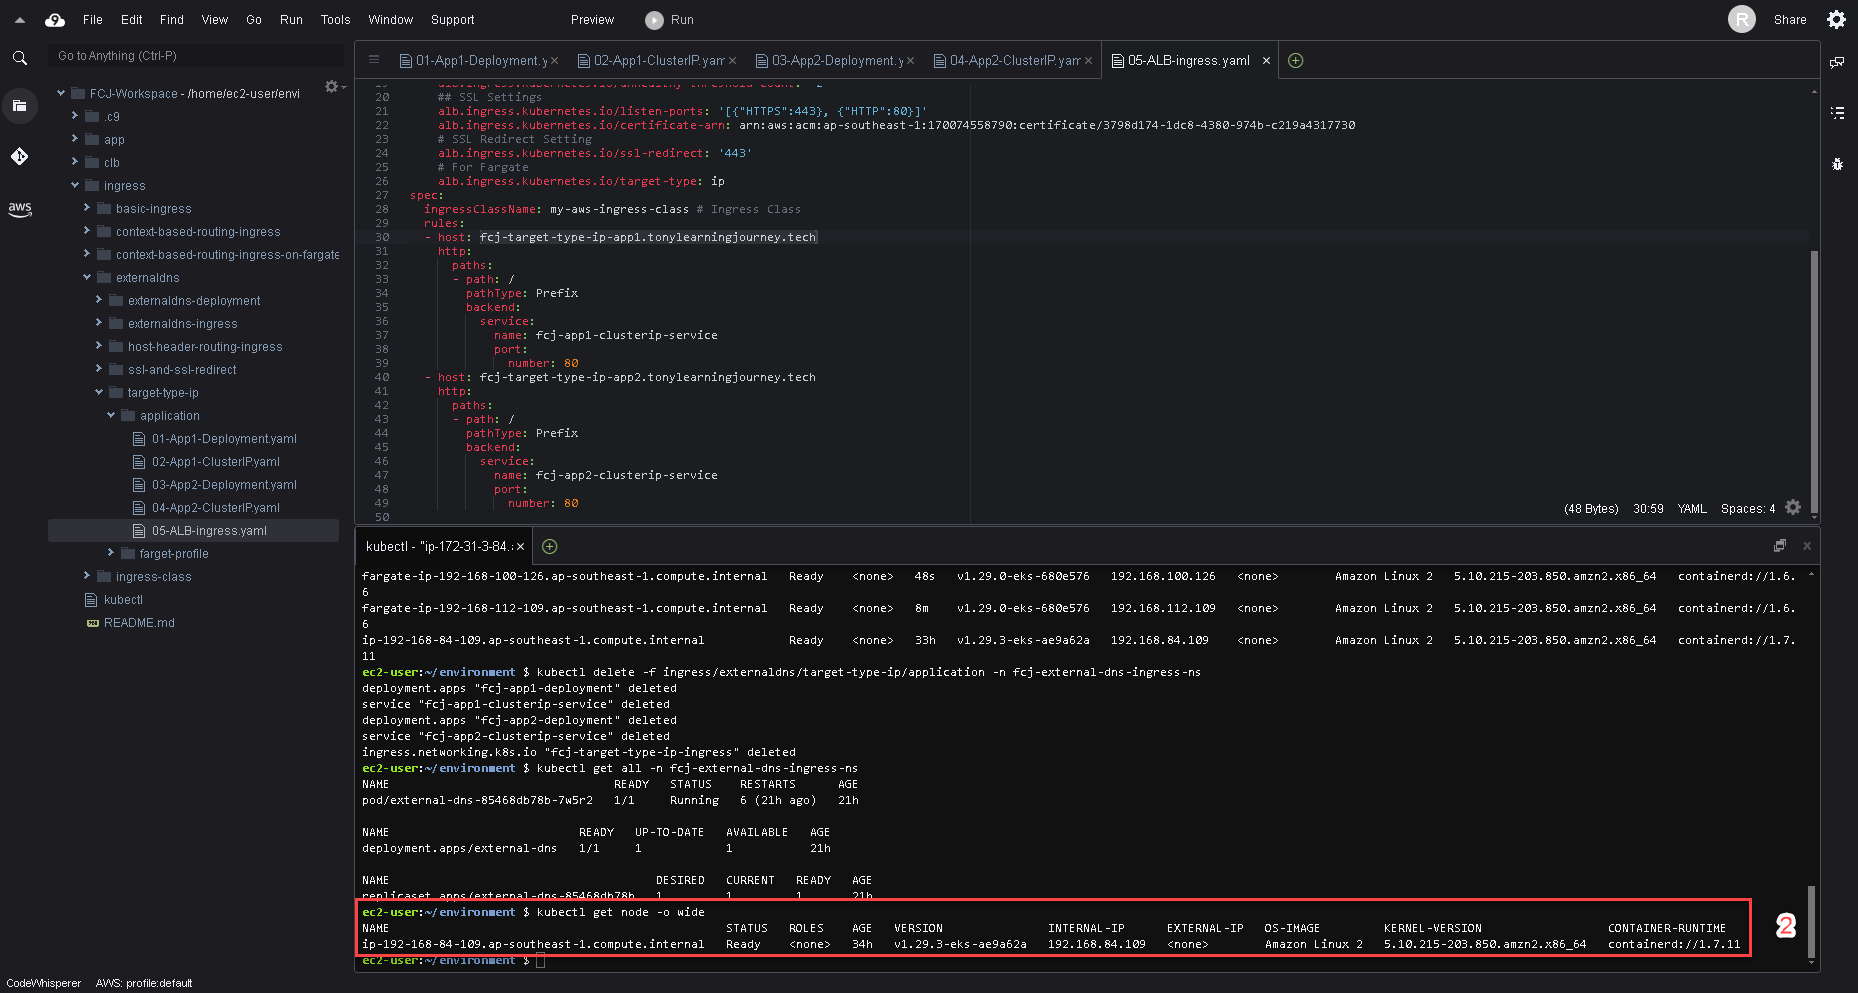 File Edit Find View Go Run Tools Window Support Preview Run R Share
Go to Anything (Ctrl-P)
FCJ-Workspace - /home/ec2-user/envi
.c9
app
clb
ingress
basic-ingress
context-based-routing-ingress
context-based-routing-ingress-on-fargate
externaldns
externaldns-deployment
externaldns-ingress
host-header-routing-ingress
ssl-and-ssl-redirect
target-type-ip
application
01-App1-Deployment.yaml
02-App1-ClusterIP.yaml
03-App2-Deployment.yaml
04-App2-ClusterIP.yaml
05-ALB-ingress.yaml
farget-profile
ingress-class
kubectl
README.md
aws
01-App1-Deployment.y 02-App1-ClusterIP.yam 03-App2-Deployment.y 04-App2-ClusterIP.yam 05-ALB-ingress.yaml
20 ## SSL Settings
21 alb.ingress.kubernetes.io/listen-ports: '[{"HTTPS":443}, {"HTTP":80}]'
22 alb.ingress.kubernetes.io/certificate-arn: arn:aws:acm:ap-southeast-1:170074558790:certificate/3798d174-1dc8-4380-974b-c219a4317730
23 # SSL Redirect Setting
24 alb.ingress.kubernetes.io/ssl-redirect: '443'
25 # For Fargate
26 alb.ingress.kubernetes.io/target-type: ip
27 spec:
28 ingressClassName: my-aws-ingress-class # Ingress Class
29 rules:
30 - host: fcj-target-type-ip-app1.tonylearningjourney.tech
31 http:
32 paths:
33 - path: /
34 pathType: Prefix
35 backend:
36 service:
37 name: fcj-app1-clusterip-service
38 port:
39 number: 80
40 - host: fcj-target-type-ip-app2.tonylearningjourney.tech
41 http:
42 paths:
43 - path: /
44 pathType: Prefix
45 backend:
46 service:
47 name: fcj-app2-clusterip-service
48 port:
49 number: 80
50
(48 Bytes) 30:59 YAML Spaces: 4
kubectl - "ip-172-31-3-84.
fargate-ip-192-168-100-126.ap-southeast-1.compute.internal Ready <none> 48s v1.29.0-eks-680e576 192.168.100.126 <none> Amazon Linux 2 5.10.215-203.850.amzn2.x86_64 containerd://1.6.
6
fargate-ip-192-168-112-109.ap-southeast-1.compute.internal Ready <none> 8m v1.29.0-eks-680e576 192.168.112.109 <none> Amazon Linux 2 5.10.215-203.850.amzn2.x86_64 containerd://1.6.
6
ip-192-168-84-109.ap-southeast-1.compute.internal Ready <none> 33h v1.29.3-eks-ae9a62a 192.168.84.109 <none> Amazon Linux 2 5.10.215-203.850.amzn2.x86_64 containerd://1.7.
11
ec2-user:~/environment $ kubectl delete -f ingress/externaldns/target-type-ip/application -n fcj-external-dns-ingress-ns
deployment.apps "fcj-app1-deployment" deleted
service "fcj-app1-clusterip-service" deleted
deployment.apps "fcj-app2-deployment" deleted
service "fcj-app2-clusterip-service" deleted
ingress.networking.k8s.io "fcj-target-type-ip-ingress" deleted
ec2-user:~/environment $ kubectl get all -n fcj-external-dns-ingress-ns
NAME READY STATUS RESTARTS AGE
pod/external-dns-85468db78b-7w5r2 1/1 Running 6 (21h ago) 21h
NAME READY UP-TO-DATE AVAILABLE AGE
deployment.apps/external-dns 1/1 1 1 21h
NAME DESIRED CURRENT READY AGE
replicaset.apps/external-dns-85468db78b 1 1 1 21h
ec2-user:~/environment $ kubectl get node -o wide
NAME STATUS ROLES AGE VERSION INTERNAL-IP EXTERNAL-IP OS-IMAGE KERNEL-VERSION CONTAINER-RUNTIME
ip-192-168-84-109.ap-southeast-1.compute.internal Ready <none> 34h v1.29.3-eks-ae9a62a 192.168.84.109 <none> Amazon Linux 2 5.10.215-203.850.amzn2.x86_64 containerd://1.7.11
ec2-user:~/environment $
2
CodeWhisperer AWS: profile:default